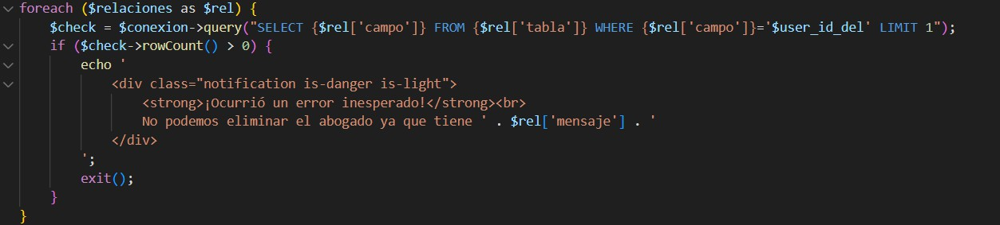 foreach ($relaciones as $rel) {
    $check = $conexion->query("SELECT {$rel['campo']} FROM {$rel['tabla']} WHERE {$rel['campo']}='$user_id_del' LIMIT 1");
    if ($check->rowCount() > 0) {
        echo '
            <div class="notification is-danger is-light">
                <strong>¡Ocurrió un error inesperado!</strong><br>
                No podemos eliminar el abogado ya que tiene ' . $rel['mensaje'] . '
            </div>
        ';
        exit();
    }
}